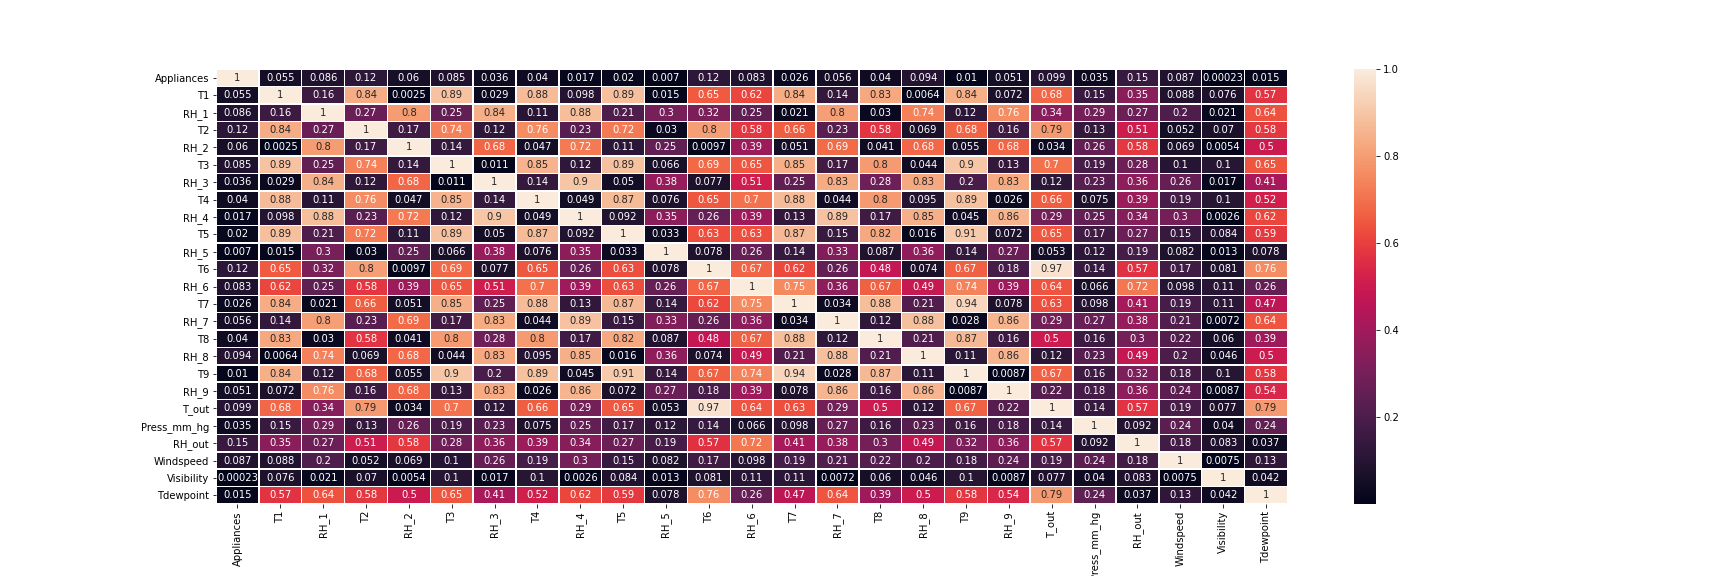 Appliances 1 0.055 0.086 0.12 0.06 0.085 0.036 0.04 0.017 0.02 0.007 0.12 0.083 0.026 0.056 0.04 0.094 0.01 0.051 0.099 0.035 0.15 0.087 0.00023 0.015
T1 0.055 1 0.16 0.84 0.0025 0.89 0.029 0.88 0.098 0.89 0.015 0.65 0.62 0.84 0.14 0.83 0.0064 0.84 0.072 0.68 0.15 0.35 0.088 0.076 0.57
RH_1 0.086 0.16 1 0.27 0.8 0.25 0.84 0.11 0.88 0.21 0.3 0.32 0.25 0.021 0.8 0.03 0.74 0.12 0.76 0.34 0.29 0.27 0.2 0.021 0.64
T2 0.12 0.84 0.27 1 0.17 0.74 0.12 0.76 0.23 0.72 0.03 0.8 0.58 0.66 0.23 0.58 0.069 0.68 0.16 0.79 0.13 0.51 0.052 0.07 0.58
RH_2 0.06 0.0025 0.8 0.17 1 0.14 0.68 0.047 0.72 0.11 0.25 0.0097 0.39 0.051 0.69 0.041 0.68 0.055 0.68 0.034 0.26 0.58 0.069 0.0054 0.5
T3 0.085 0.89 0.25 0.74 0.14 1 0.011 0.85 0.12 0.89 0.066 0.69 0.65 0.85 0.17 0.8 0.044 0.9 0.13 0.7 0.19 0.28 0.1 0.1 0.65
RH_3 0.036 0.029 0.84 0.12 0.68 0.011 1 0.14 0.9 0.05 0.38 0.077 0.51 0.25 0.83 0.28 0.83 0.2 0.83 0.12 0.23 0.36 0.26 0.017 0.41
T4 0.04 0.88 0.11 0.76 0.047 0.85 0.14 1 0.049 0.87 0.076 0.65 0.7 0.88 0.044 0.8 0.095 0.89 0.026 0.66 0.075 0.39 0.19 0.1 0.52
RH_4 0.017 0.098 0.88 0.23 0.72 0.12 0.9 0.049 1 0.092 0.35 0.26 0.39 0.13 0.89 0.17 0.85 0.045 0.86 0.29 0.25 0.34 0.3 0.0026 0.62
T5 0.02 0.89 0.21 0.72 0.11 0.89 0.05 0.87 0.092 1 0.033 0.63 0.63 0.87 0.15 0.82 0.016 0.91 0.072 0.65 0.17 0.27 0.15 0.084 0.59
RH_5 0.007 0.015 0.3 0.03 0.25 0.066 0.38 0.076 0.35 0.033 1 0.078 0.26 0.14 0.33 0.087 0.36 0.14 0.27 0.053 0.12 0.19 0.082 0.013 0.078
T6 0.12 0.65 0.32 0.8 0.0097 0.69 0.077 0.65 0.26 0.63 0.078 1 0.67 0.62 0.26 0.48 0.074 0.67 0.18 0.97 0.14 0.57 0.17 0.081 0.76
RH_6 0.083 0.62 0.25 0.58 0.39 0.65 0.51 0.7 0.39 0.63 0.26 0.67 1 0.75 0.36 0.67 0.49 0.74 0.39 0.64 0.066 0.72 0.098 0.11 0.26
T7 0.026 0.84 0.021 0.66 0.051 0.85 0.25 0.88 0.13 0.87 0.14 0.62 0.75 1 0.034 0.88 0.21 0.94 0.078 0.63 0.098 0.41 0.19 0.11 0.47
RH_7 0.056 0.14 0.8 0.23 0.69 0.17 0.83 0.044 0.89 0.15 0.33 0.26 0.36 0.034 1 0.12 0.88 0.028 0.86 0.29 0.27 0.38 0.21 0.0072 0.64
T8 0.04 0.83 0.03 0.58 0.041 0.8 0.28 0.8 0.17 0.82 0.087 0.48 0.67 0.88 0.12 1 0.21 0.87 0.16 0.5 0.16 0.3 0.22 0.06 0.39
RH_8 0.094 0.0064 0.74 0.069 0.68 0.044 0.83 0.095 0.85 0.016 0.36 0.074 0.49 0.21 0.88 0.21 1 0.11 0.86 0.12 0.23 0.49 0.2 0.046 0.5
T9 0.01 0.84 0.12 0.68 0.055 0.9 0.2 0.89 0.045 0.91 0.14 0.67 0.74 0.94 0.028 0.87 0.11 1 0.0087 0.67 0.16 0.32 0.18 0.1 0.58
RH_9 0.051 0.072 0.76 0.16 0.68 0.13 0.83 0.026 0.86 0.072 0.27 0.18 0.39 0.078 0.86 0.16 0.86 0.0087 1 0.22 0.18 0.36 0.24 0.0087 0.54
T_out 0.099 0.68 0.34 0.79 0.034 0.7 0.12 0.66 0.29 0.65 0.053 0.97 0.64 0.63 0.29 0.5 0.12 0.67 0.22 1 0.14 0.57 0.19 0.077 0.79
Press_mm_hg 0.035 0.15 0.29 0.13 0.26 0.19 0.23 0.075 0.25 0.17 0.12 0.14 0.066 0.098 0.27 0.16 0.23 0.16 0.18 0.14 1 0.092 0.24 0.04 0.24
RH_out 0.15 0.35 0.27 0.51 0.58 0.28 0.36 0.39 0.34 0.27 0.19 0.57 0.72 0.41 0.38 0.3 0.49 0.32 0.36 0.57 0.092 1 0.18 0.083 0.037
Windspeed 0.087 0.088 0.2 0.052 0.069 0.1 0.26 0.19 0.3 0.15 0.082 0.17 0.098 0.19 0.21 0.22 0.2 0.18 0.24 0.19 0.24 0.18 1 0.0075 0.13
Visibility 0.00023 0.076 0.021 0.07 0.0054 0.1 0.017 0.1 0.0026 0.084 0.013 0.081 0.11 0.11 0.0072 0.06 0.046 0.1 0.0087 0.077 0.04 0.083 0.0075 1 0.042
Tdewpoint 0.015 0.57 0.64 0.58 0.5 0.65 0.41 0.52 0.62 0.59 0.078 0.76 0.26 0.47 0.64 0.39 0.5 0.58 0.54 0.79 0.24 0.037 0.13 0.042 1
Appliances T1 RH_1 T2 RH_2 T3 RH_3 T4 RH_4 T5 RH_5 T6 RH_6 T7 RH_7 T8 RH_8 T9 RH_9 T_out ress_mm_hg RH_out Windspeed Visibility Tdewpoint
1.0
0.8
0.6
0.4
0.2